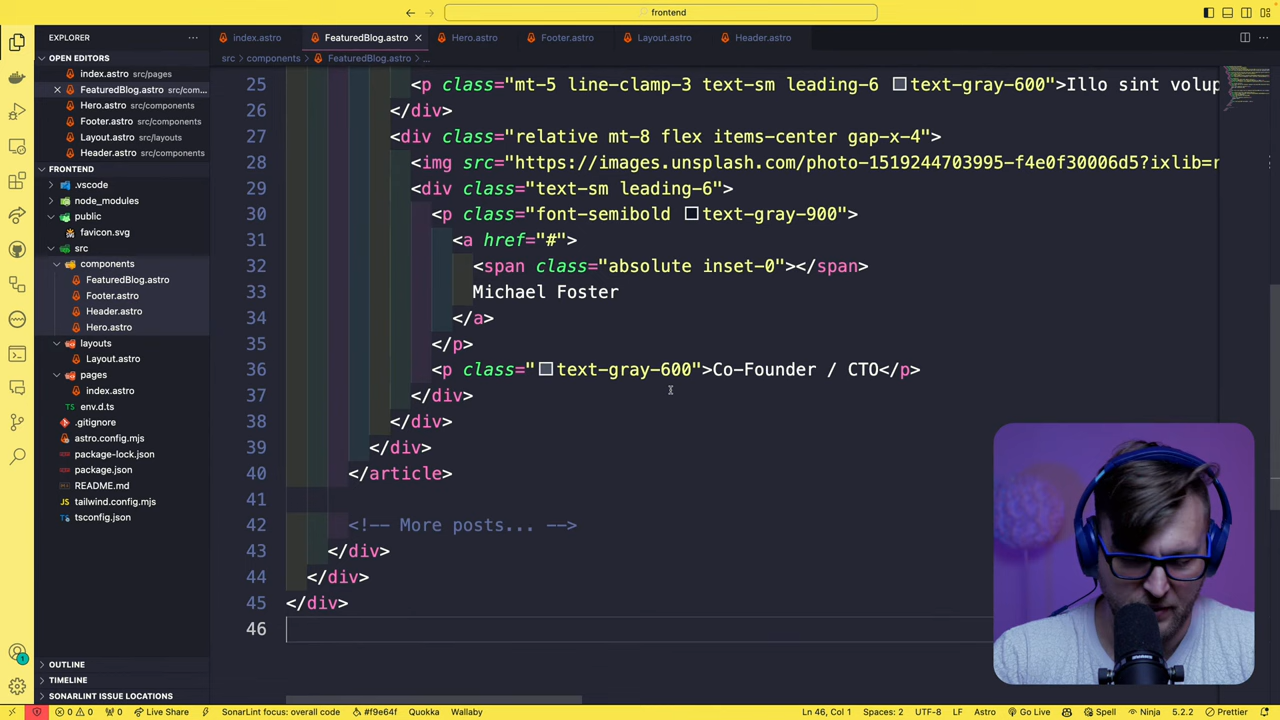 frontend
EXPLORER
index.astro
FeaturedBlog.astro
Hero.astro
Footer.astro
Layout.astro
Header.astro
src > components > FeaturedBlog.astro > ...
OPEN EDITORS
index.astro src/pages
FeaturedBlog.astro src/com...
Hero.astro src/components
Footer.astro src/components
Layout.astro src/layouts
Header.astro src/components
FRONTEND
.vscode
node_modules
public
favicon.svg
src
components
FeaturedBlog.astro
Footer.astro
Header.astro
Hero.astro
layouts
Layout.astro
pages
index.astro
env.d.ts
.gitignore
astro.config.mjs
package-lock.json
package.json
README.md
tailwind.config.mjs
tsconfig.json
OUTLINE
TIMELINE
SONARLINT ISSUE LOCATIONS
25 <p class="mt-5 line-clamp-3 text-sm leading-6 text-gray-600">Illo sint volup
26 </div>
27 <div class="relative mt-8 flex items-center gap-x-4">
28 <img src="https://images.unsplash.com/photo-1519244703995-f4e0f30006d5?ixlib=r
29 <div class="text-sm leading-6">
30 <p class="font-semibold text-gray-900">
31 <a href="#">
32 <span class="absolute inset-0"></span>
33 Michael Foster
34 </a>
35 </p>
36 <p class="text-gray-600">Co-Founder / CTO</p>
37 </div>
38 </div>
39 </div>
40 </article>
41
42 <!-- More posts... -->
43 </div>
44 </div>
45 </div>
46
1
0 0 0 Live Share SonarLint focus: overall code #f9e64f Quokka Wallaby Ln 46, Col 1 Spaces: 2 UTF-8 LF Astro Go Live Spell Ninja 5.2.2 Prettier